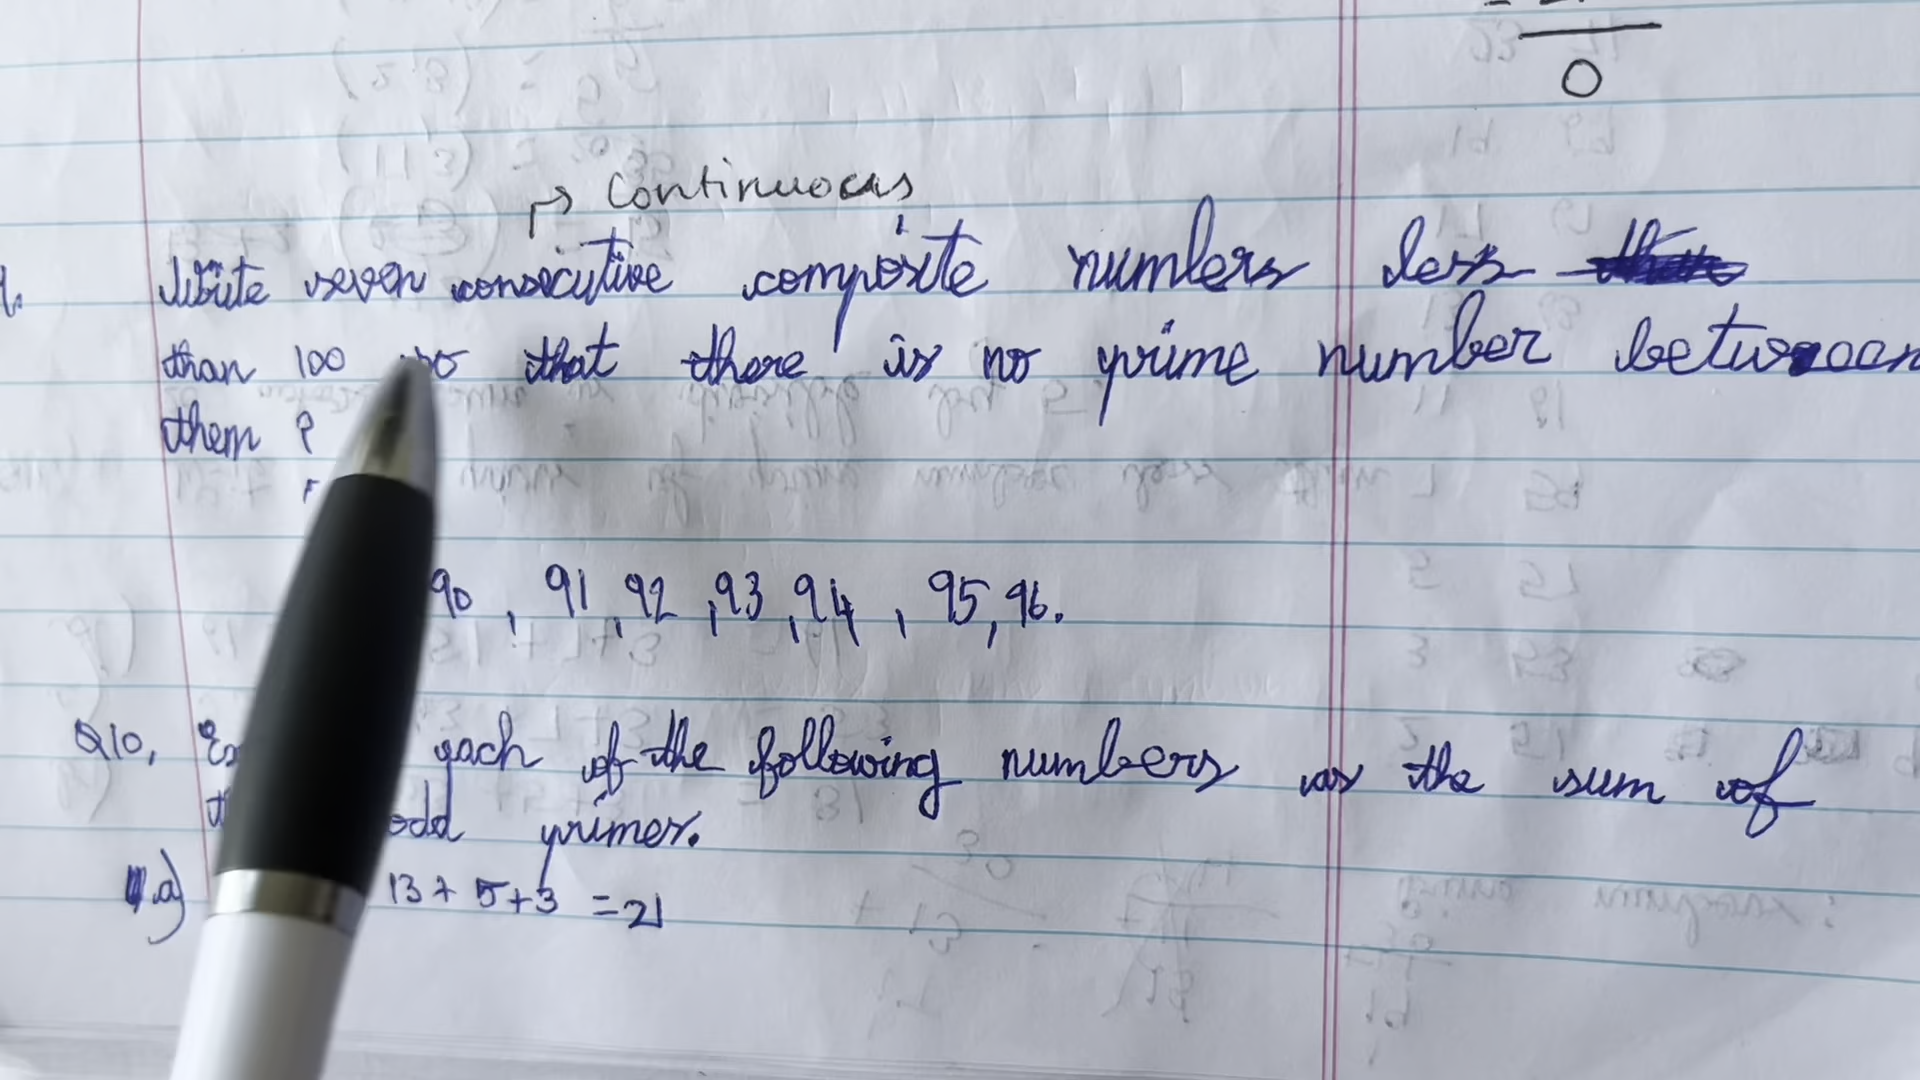 0
→ Continuous
Write seven consecutive composite numbers less
than 100 so that there is no prime number between
them ?
90 , 91 , 92 , 93 , 94 , 95 , 96.
Q10. each of the following numbers as the sum of
odd primes.
a) 13 + 5 + 3 = 21